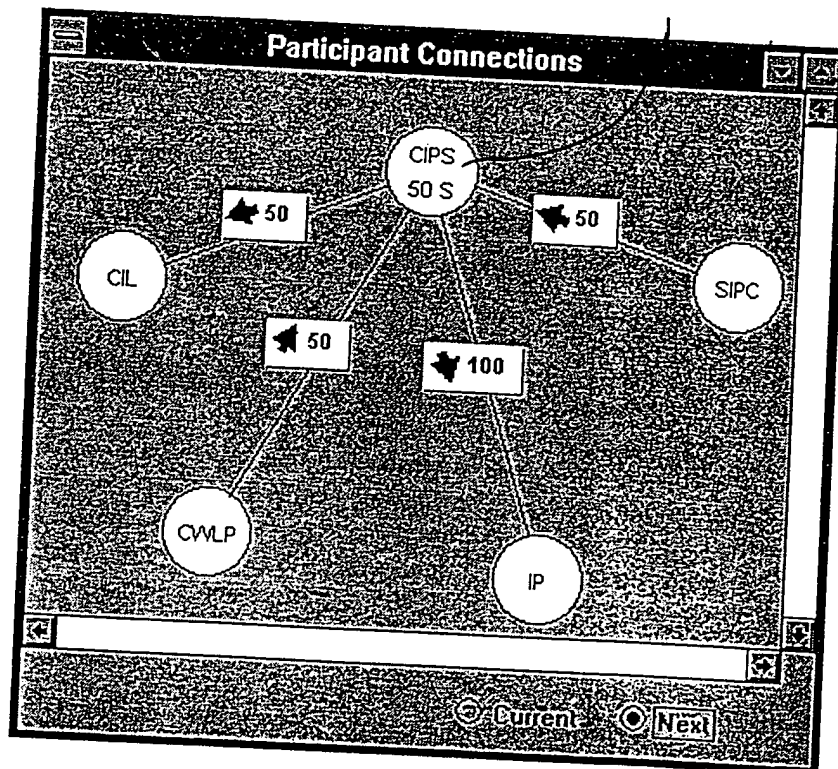 Participant Connections
CIPS
50 S
50
50
CIL
SIPC
50
100
CWLP
IP
Current
Next